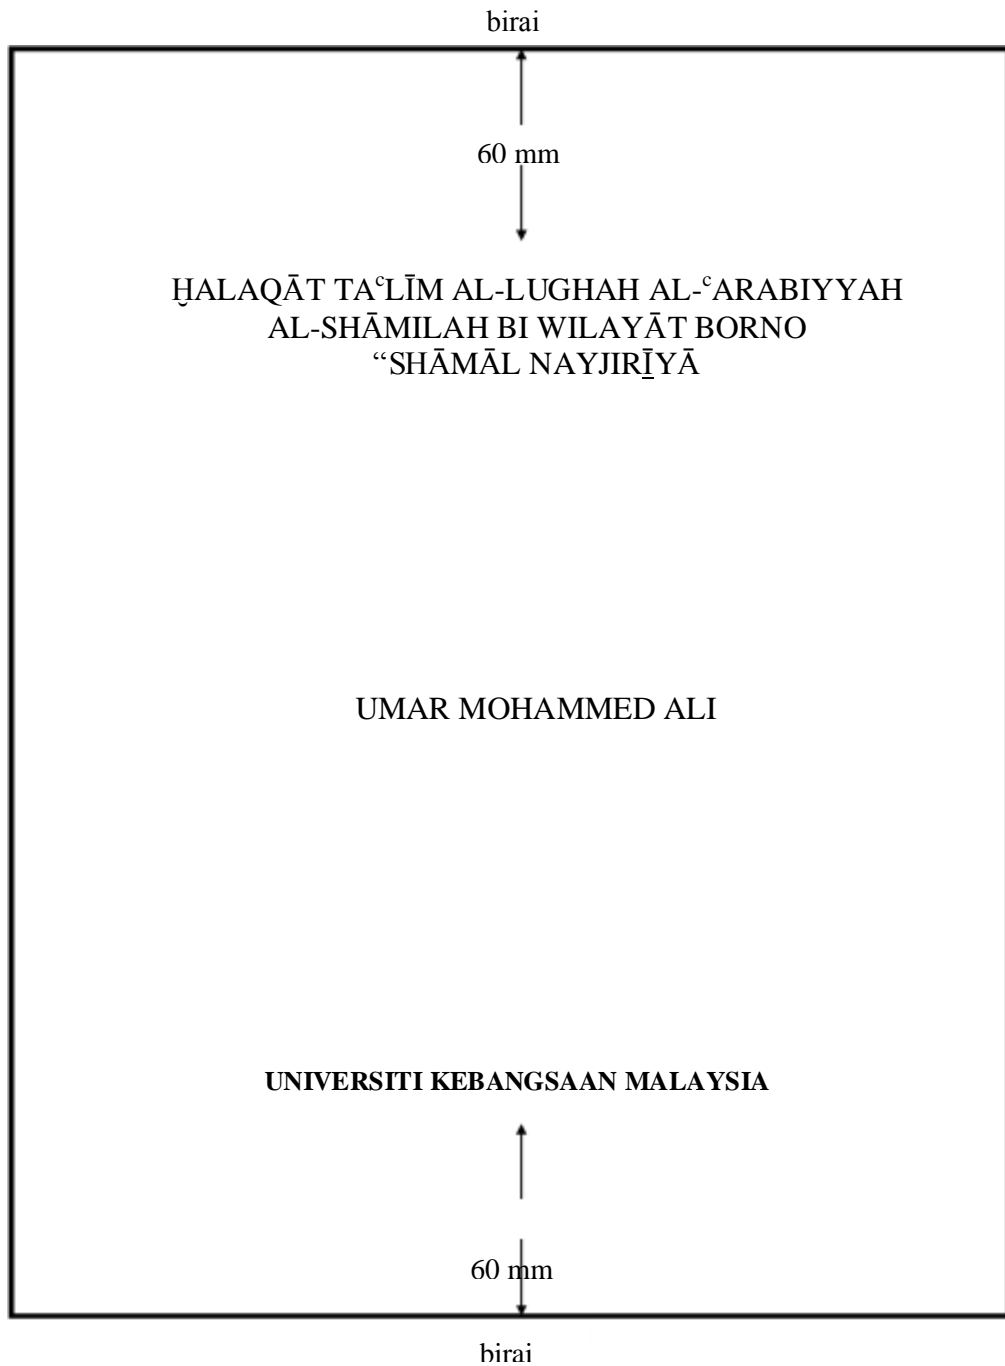 birai
60 mm
ḪALAQĀT TAᶜLĪM AL-LUGHAH AL-ᶜARABIYYAH
AL-SHĀMILAH BI WILAYĀT BORNO
“SHĀMĀL NAYJIRĪ̲YĀ
UMAR MOHAMMED ALI
UNIVERSITI KEBANGSAAN MALAYSIA
60 mm
birai